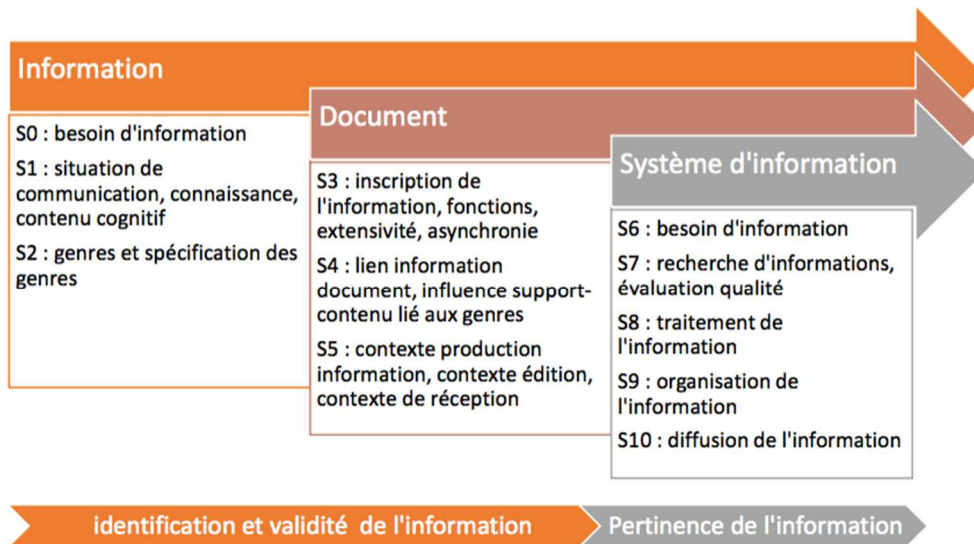 Information
S0 : besoin d'information
S1 : situation de
communication, connaissance,
contenu cognitif
S2 : genres et spécification des
genres
Document
S3 : inscription de
l'information, fonctions,
extensivité, asynchronie
S4 : lien information
document, influence support-
contenu lié aux genres
S5 : contexte production
information, contexte édition,
contexte de réception
Système d'information
S6 : besoin d'information
S7 : recherche d'informations,
évaluation qualité
S8 : traitement de
l'information
S9 : organisation de
l'information
S10 : diffusion de l'information
identification et validité de l'information
Pertinence de l'information